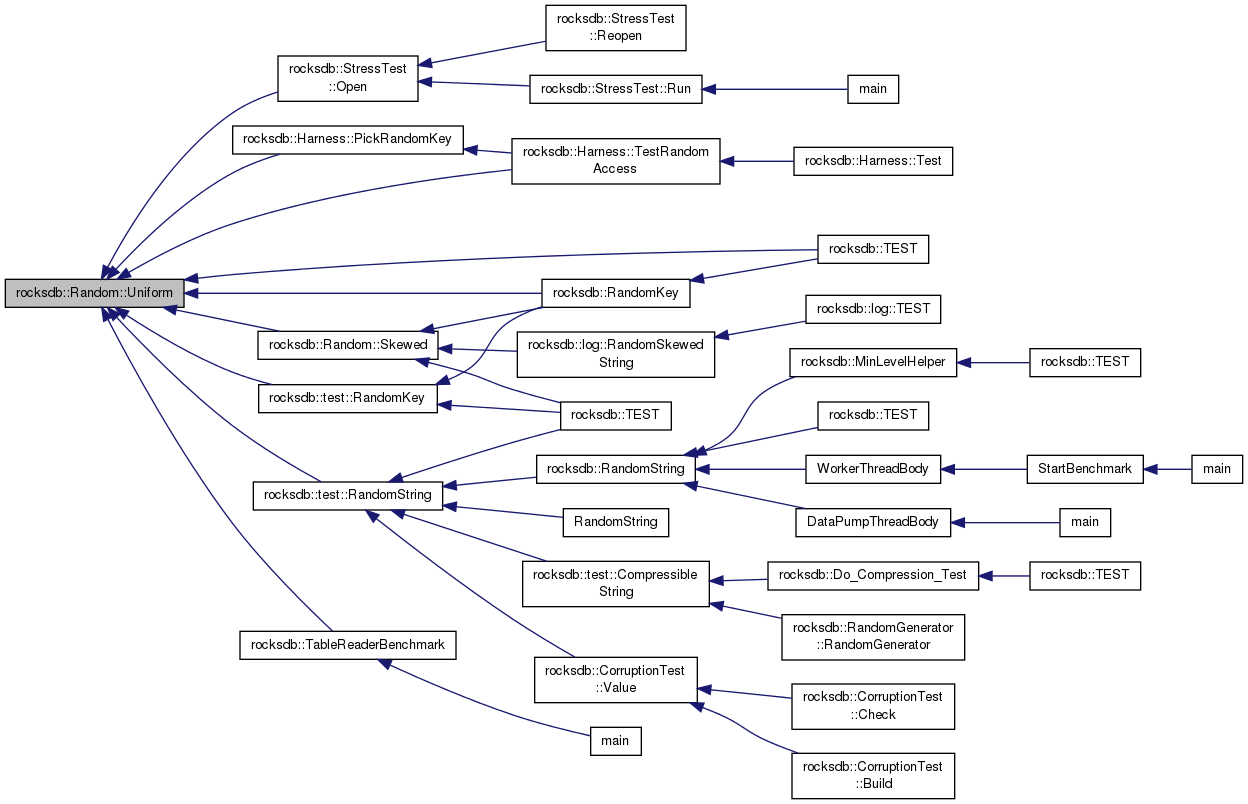 rocksdb::StressTest
::Reopen
rocksdb::StressTest
::Open
rocksdb::StressTest::Run
main
rocksdb::Harness::PickRandomKey
rocksdb::Harness::TestRandom
Access
rocksdb::Harness::Test
rocksdb::TEST
rocksdb::Random::Uniform
rocksdb::RandomKey
rocksdb::log::TEST
rocksdb::Random::Skewed
rocksdb::log::RandomSkewed
String
rocksdb::MinLevelHelper
rocksdb::TEST
rocksdb::test::RandomKey
rocksdb::TEST
rocksdb::TEST
rocksdb::RandomString
WorkerThreadBody
StartBenchmark
main
rocksdb::test::RandomString
RandomString
DataPumpThreadBody
main
rocksdb::test::Compressible
String
rocksdb::Do_Compression_Test
rocksdb::TEST
rocksdb::RandomGenerator
::RandomGenerator
rocksdb::TableReaderBenchmark
rocksdb::CorruptionTest
::Value
rocksdb::CorruptionTest
::Check
main
rocksdb::CorruptionTest
::Build